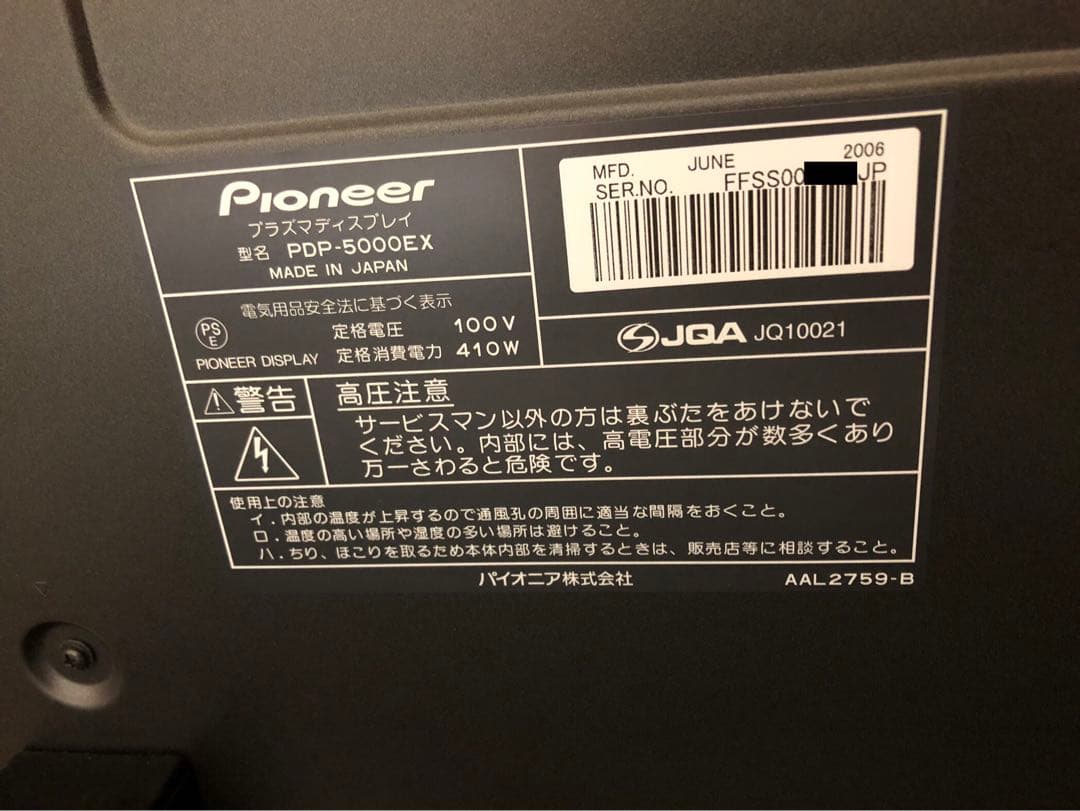 Pioneer
プラズマディスプレイ
型名 PDP-5000EX
MADE IN JAPAN
MFD. JUNE 2006
SER.NO. FFSS00 JP
電気用品安全法に基づく表示
PS
E
定格電圧 100V
PIONEER DISPLAY 定格消費電力 410W
JQA JQ10021
警告
高圧注意
サービスマン以外の方は裏ぶたをあけないで
ください。内部には、高電圧部分が数多くあり
万一さわると危険です。
使用上の注意
イ.内部の温度が上昇するので通風孔の周囲に適当な間隔をおくこと。
ロ.温度の高い場所や湿度の多い場所は避けること。
ハ.ちり、ほこりを取るため本体内部を清掃するときは、販売店等に相談すること。
パイオニア株式会社 AAL2759-B